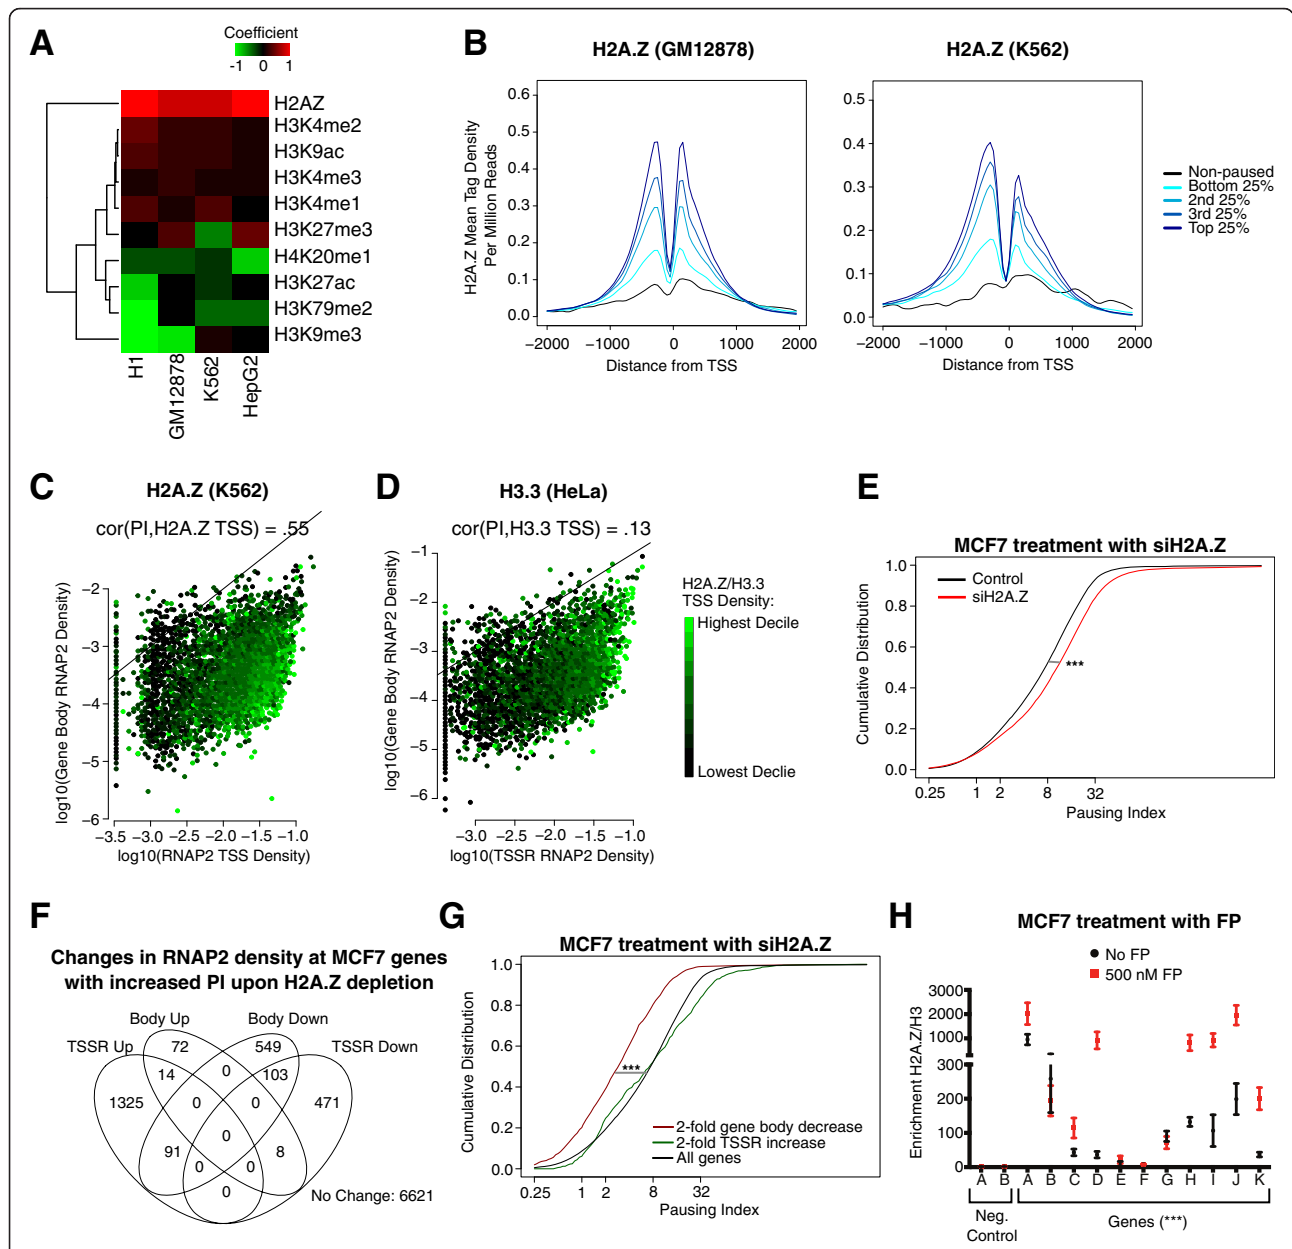 A
Coefficient
-1 0 1
H2AZ
H3K4me2
H3K9ac
H3K4me3
H3K4me1
H3K27me3
H4K20me1
H3K27ac
H3K79me2
H3K9me3
H1
GM12878
K562
HepG2
B
H2A.Z (GM12878)
H2A.Z Mean Tag Density
Per Million Reads
0.6
0.5
0.4
0.3
0.2
0.1
0.0
−2000 −1000 0 1000 2000
Distance from TSS
H2A.Z (K562)
0.5
0.4
0.3
0.2
0.1
0.0
−2000 −1000 0 1000 2000
Distance from TSS
Non-paused
Bottom 25%
2nd 25%
3rd 25%
Top 25%
C
H2A.Z (K562)
cor(PI,H2A.Z TSS) = .55
log10(Gene Body RNAP2 Density)
−2
−3
−4
−5
−6
−3.5 −3.0 −2.5 −2.0 −1.5 −1.0
log10(RNAP2 TSS Density)
D
H3.3 (HeLa)
cor(PI,H3.3 TSS) = .13
log10(Gene Body RNAP2 Density)
−1
−2
−3
−4
−5
−6
−3.0 −2.5 −2.0 −1.5 −1.0
log10(TSSR RNAP2 Density)
H2A.Z/H3.3
TSS Density:
Highest Decile
Lowest Declie
E
MCF7 treatment with siH2A.Z
Cumulative Distribution
1.0
0.8
0.6
0.4
0.2
0.0
Control
siH2A.Z
***
0.25 1 2 8 32
Pausing Index
F
Changes in RNAP2 density at MCF7 genes
with increased PI upon H2A.Z depletion
Body Up Body Down
TSSR Up TSSR Down
72 549
14 0 103
1325 0 0 471
0
91 0 0 8
0
No Change: 6621
G
MCF7 treatment with siH2A.Z
Cumulative Distribution
1.0
0.8
0.6
0.4
0.2
0.0
***
2-fold gene body decrease
2-fold TSSR increase
All genes
0.25 1 2 8 32
Pausing Index
H
MCF7 treatment with FP
No FP
500 nM FP
Enrichment H2A.Z/H3
3000
2000
1000
300
200
100
0
A B A B C D E F G H I J K
Neg.
Control
Genes (***)